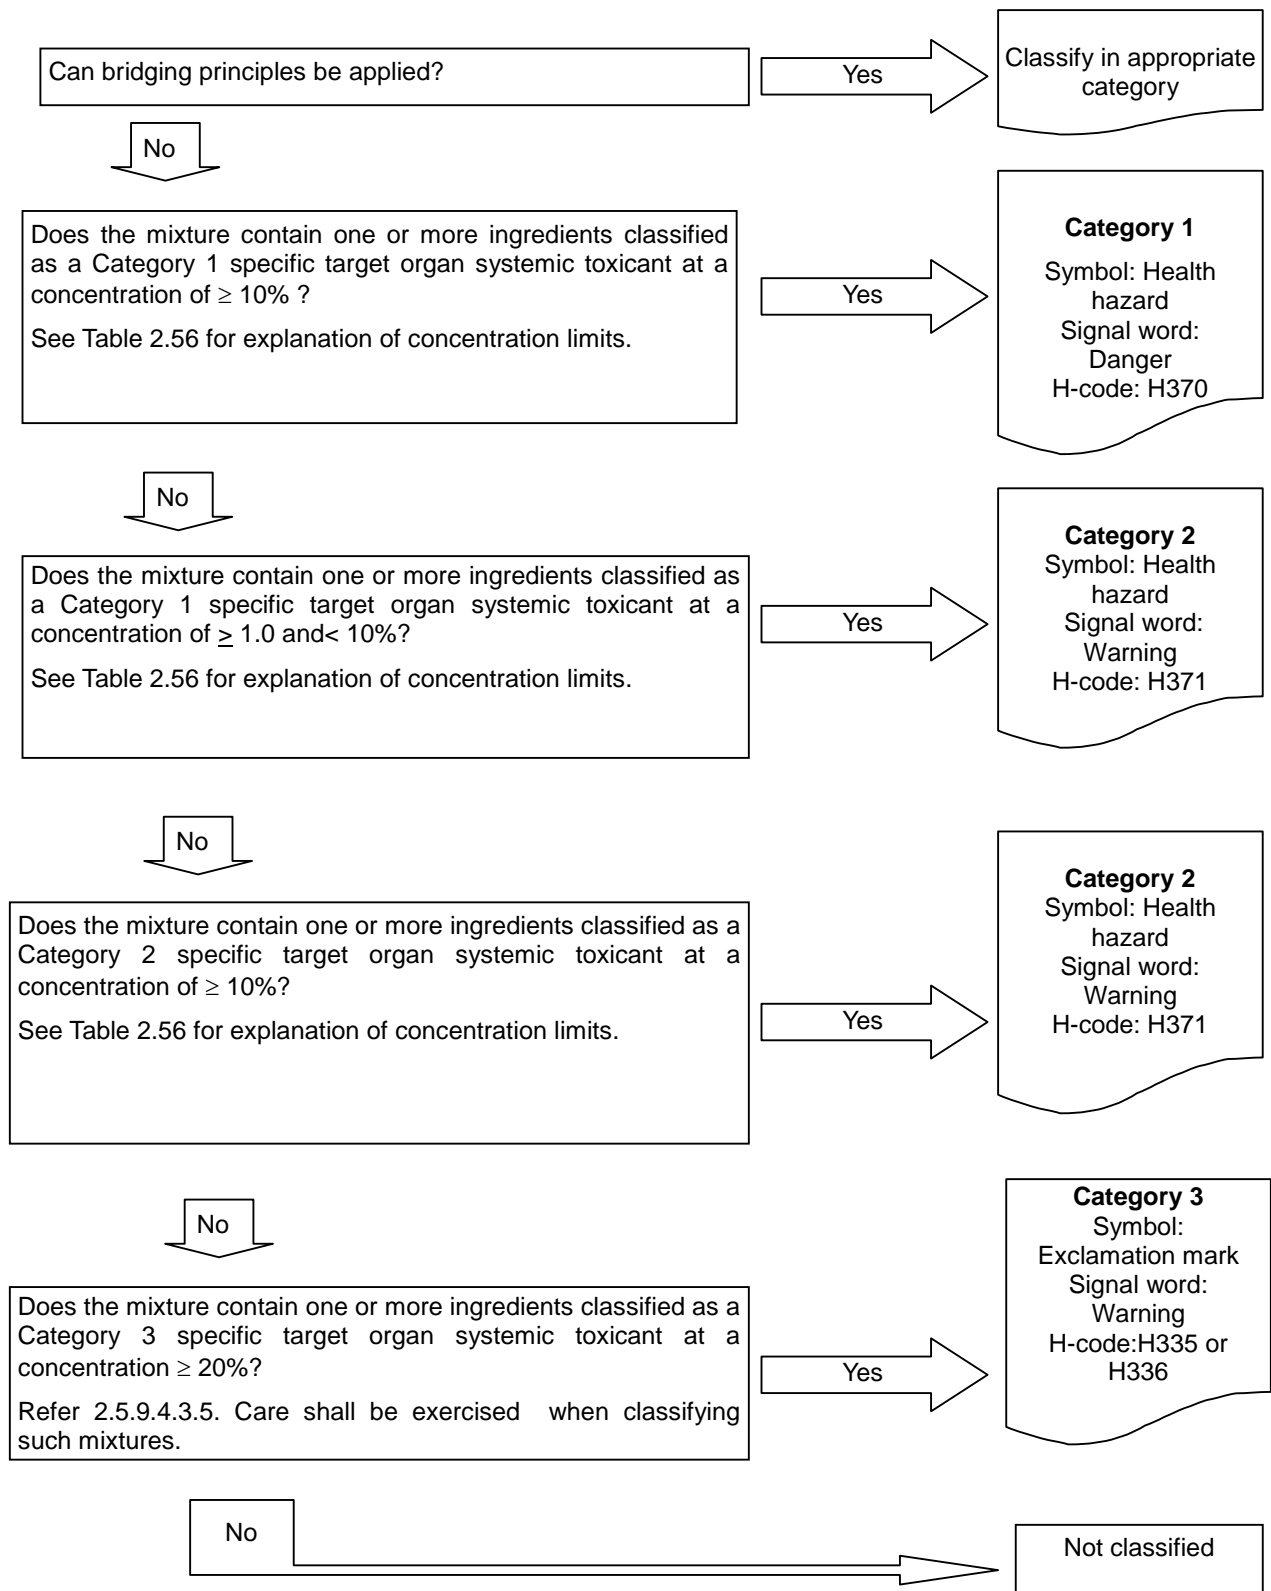 Can bridging principles be applied?
Yes
Classify in appropriate
category
No
Does the mixture contain one or more ingredients classified
as a Category 1 specific target organ systemic toxicant at a
concentration of ≥ 10% ?
See Table 2.56 for explanation of concentration limits.
Yes
Category 1
Symbol: Health
hazard
Signal word:
Danger
H-code: H370
No
Does the mixture contain one or more ingredients classified as
a Category 1 specific target organ systemic toxicant at a
concentration of ≥ 1.0 and< 10%?
See Table 2.56 for explanation of concentration limits.
Yes
Category 2
Symbol: Health
hazard
Signal word:
Warning
H-code: H371
No
Does the mixture contain one or more ingredients classified as a
Category 2 specific target organ systemic toxicant at a
concentration of ≥ 10%?
See Table 2.56 for explanation of concentration limits.
Yes
Category 2
Symbol: Health
hazard
Signal word:
Warning
H-code: H371
No
Does the mixture contain one or more ingredients classified as a
Category 3 specific target organ systemic toxicant at a
concentration ≥ 20%?
Refer 2.5.9.4.3.5. Care shall be exercised when classifying
such mixtures.
Yes
Category 3
Symbol:
Exclamation mark
Signal word:
Warning
H-code:H335 or
H336
No
Not classified